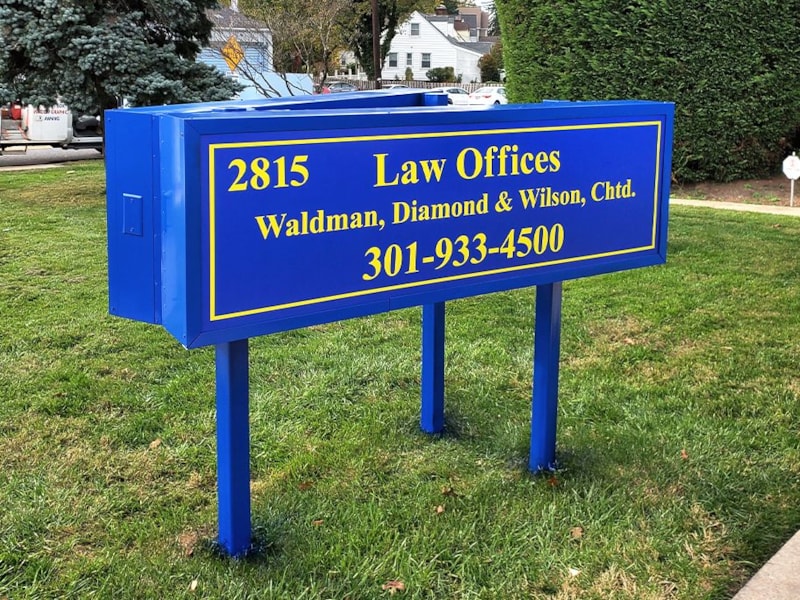 2815 Law Offices
Waldman, Diamond & Wilson, Chtd.
301-933-4500